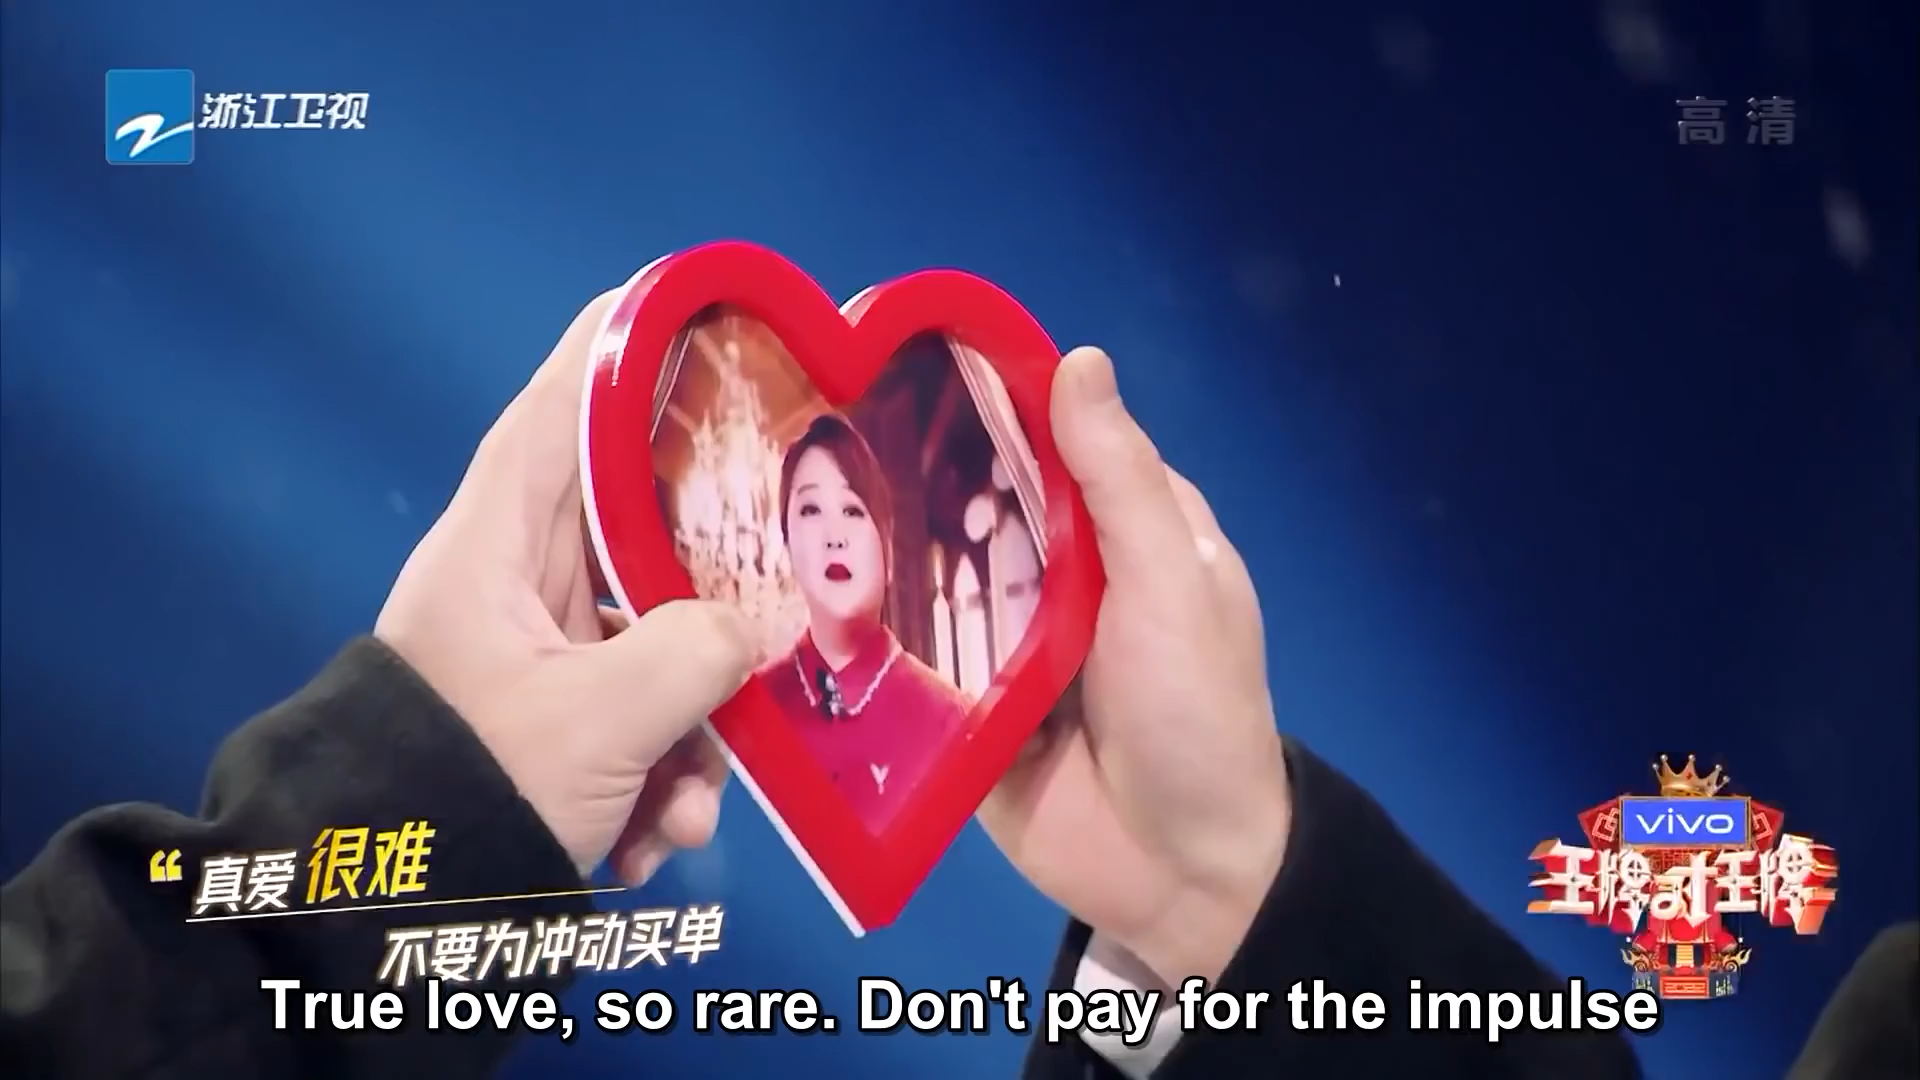 浙江卫视
高清
“真爱很难
不要为冲动买单
vivo
王牌对王牌
True love, so rare. Don't pay for the impulse